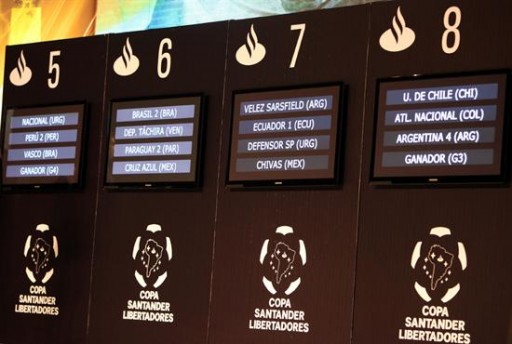 5
NACIONAL (URG)
PERÚ 2 (PER)
VASCO (BRA)
GANADOR (G4)
COPA
SANTANDER
LIBERTADORES
6
BRASIL 2 (BRA)
DEP. TÁCHIRA (VEN)
PARAGUAY 2 (PAR)
CRUZ AZUL (MEX)
COPA
SANTANDER
LIBERTADORES
7
VELEZ SARSFIELD (ARG)
ECUADOR 1 (ECU)
DEFENSOR SP (URG)
CHIVAS (MEX)
COPA
SANTANDER
LIBERTADORES
8
U. DE CHILE (CHI)
ATL. NACIONAL (COL)
ARGENTINA 4 (ARG)
GANADOR (G3)
COPA
SANTANDER
LIBERTADORES